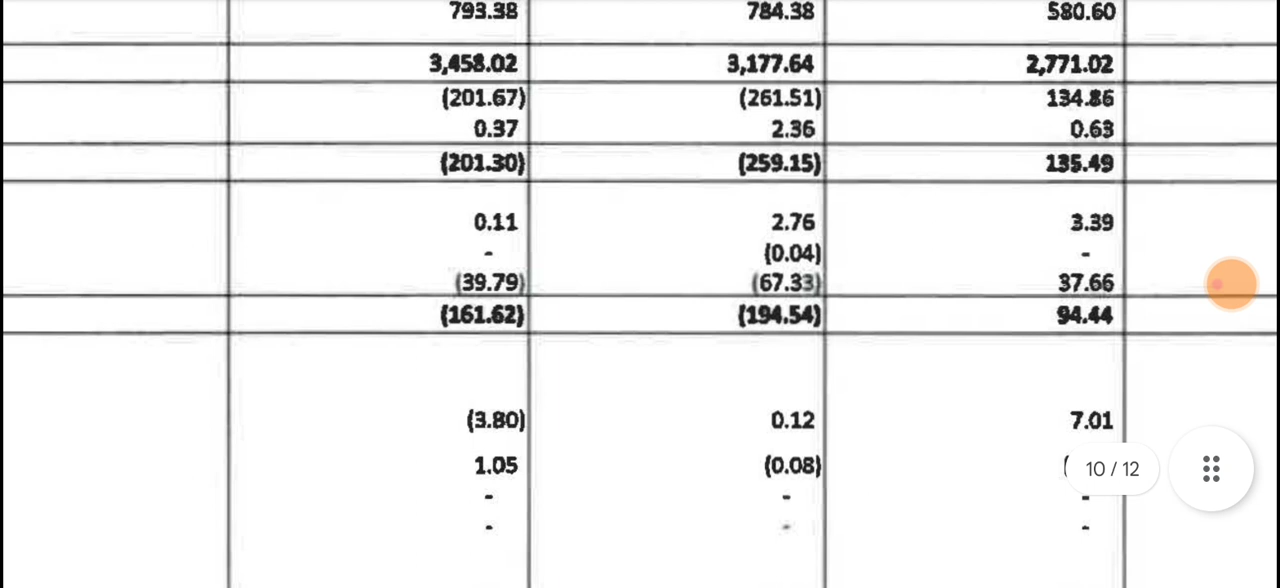 793.38 784.38 580.60
3,458.02 3,177.64 2,771.02
(201.67) (261.51) 134.86
0.37 2.36 0.63
(201.30) (259.15) 135.49
0.11 2.76 3.39
- (0.04) -
(39.79) (67.33) 37.66
(161.62) (194.54) 94.44
(3.80) 0.12 7.01
1.05 (0.08) (
10 / 12
- - -
- - -